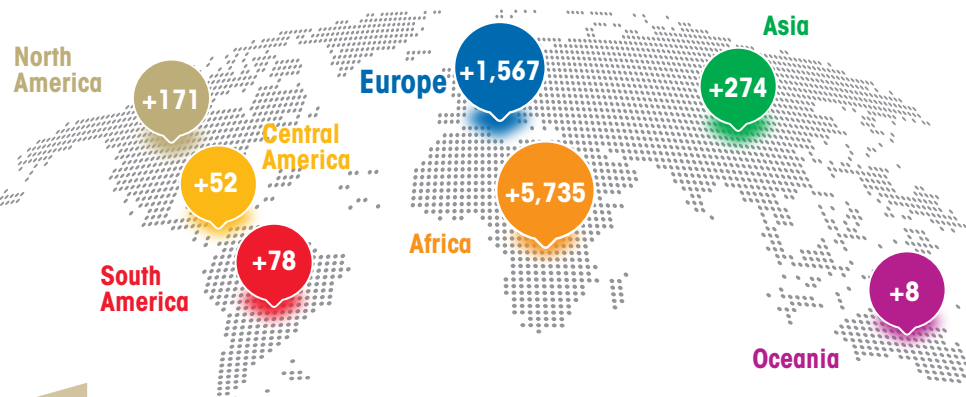 North
America
+171
Central
America
+52
South
America
+78
Europe
+1,567
Africa
+5,735
Asia
+274
Oceania
+8